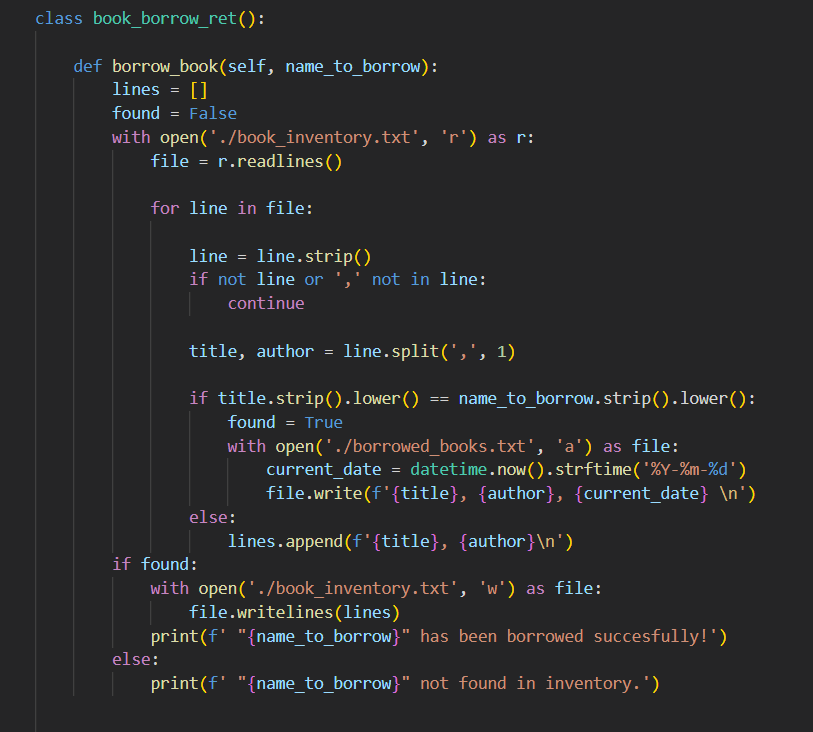 class book_borrow_ret():
def borrow_book(self, name_to_borrow):
lines = []
found = False
with open('./book_inventory.txt', 'r') as r:
file = r.readlines()
for line in file:
line = line.strip()
if not line or ',' not in line:
continue
title, author = line.split(',', 1)
if title.strip().lower() == name_to_borrow.strip().lower():
found = True
with open('./borrowed_books.txt', 'a') as file:
current_date = datetime.now().strftime('%Y-%m-%d')
file.write(f'{title}, {author}, {current_date} \n')
else:
lines.append(f'{title}, {author}\n')
if found:
with open('./book_inventory.txt', 'w') as file:
file.writelines(lines)
print(f' "{name_to_borrow}" has been borrowed succesfully!')
else:
print(f' "{name_to_borrow}" not found in inventory.')